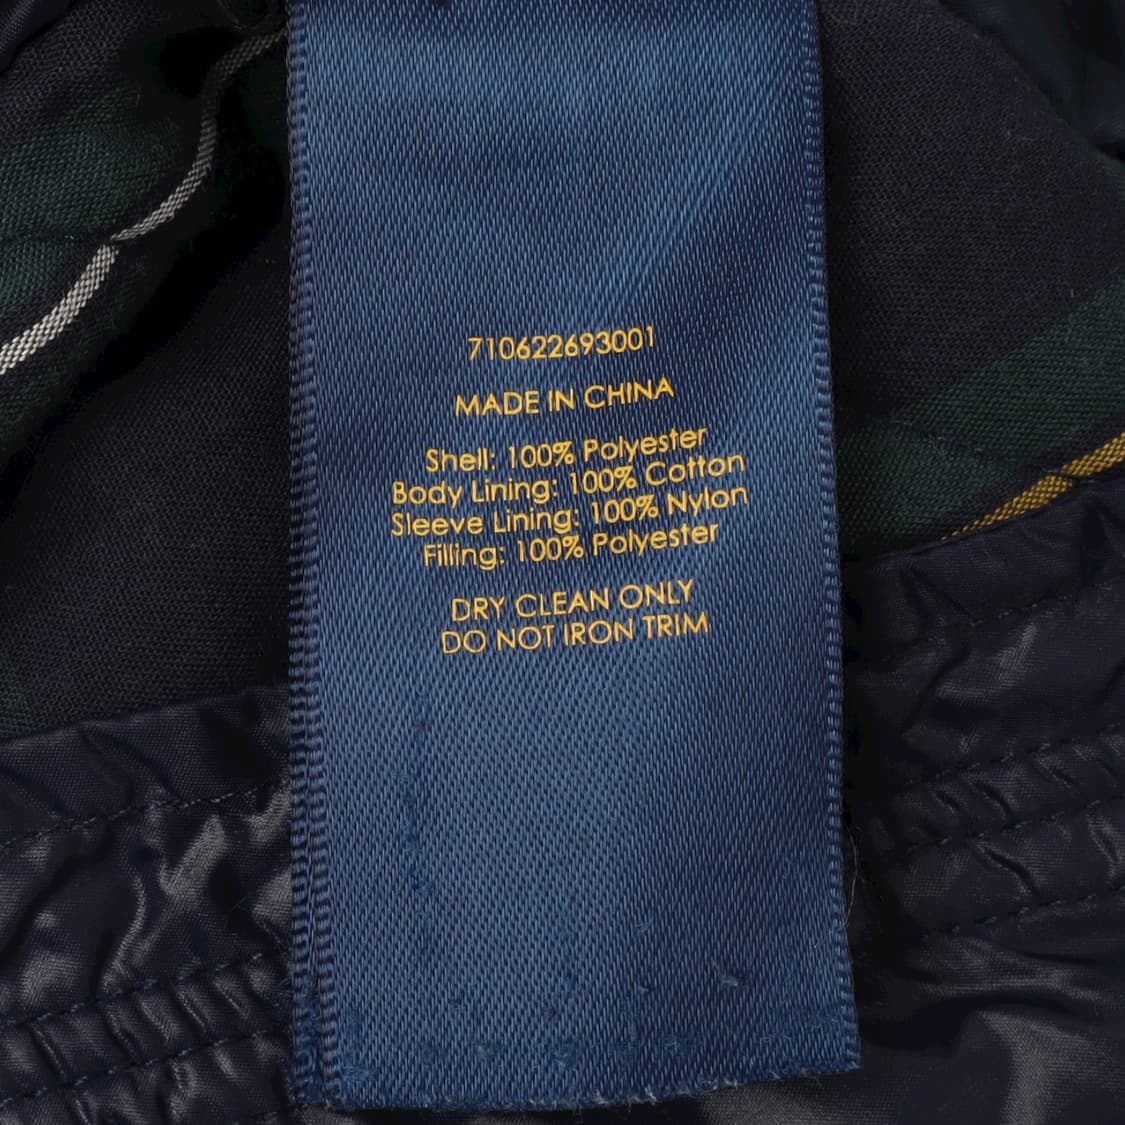 710622693001
MADE IN CHINA
Shell: 100% Polyester
Body Lining: 100% Cotton
Sleeve Lining: 100% Nylon
Filling: 100% Polyester
DRY CLEAN ONLY
DO NOT IRON TRIM